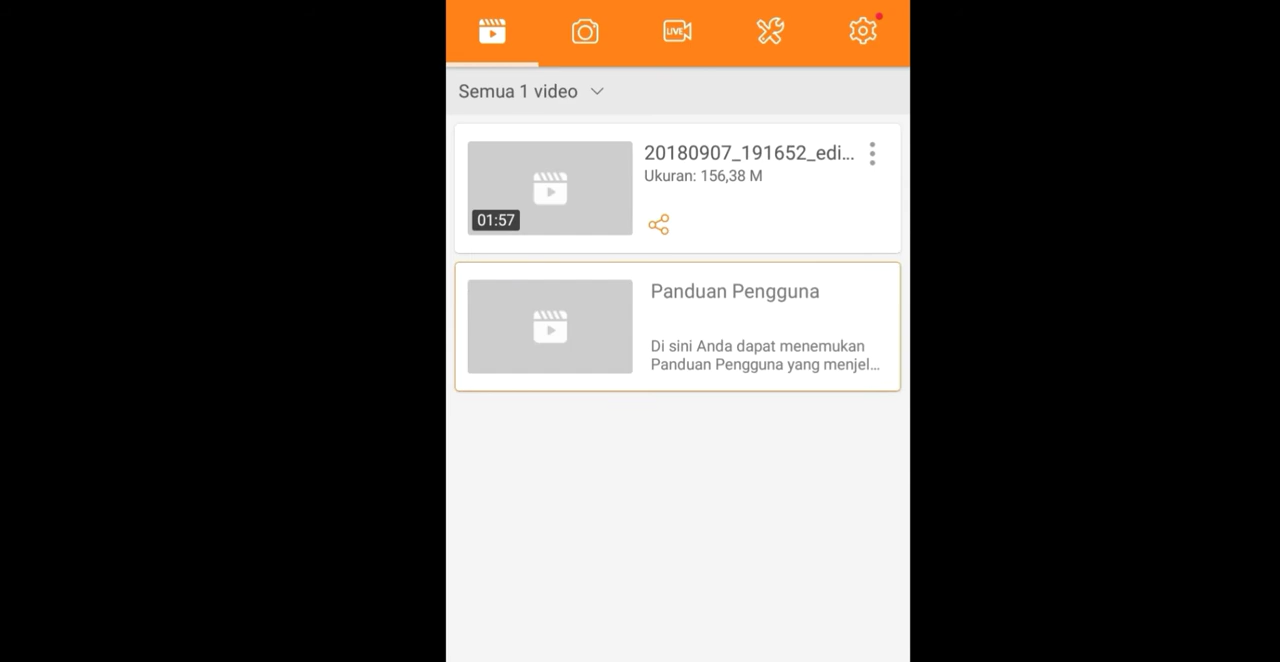 LIVE
Semua 1 video
20180907_191652_edi...
Ukuran: 156,38 M
01:57
Panduan Pengguna
Di sini Anda dapat menemukan
Panduan Pengguna yang menjel...